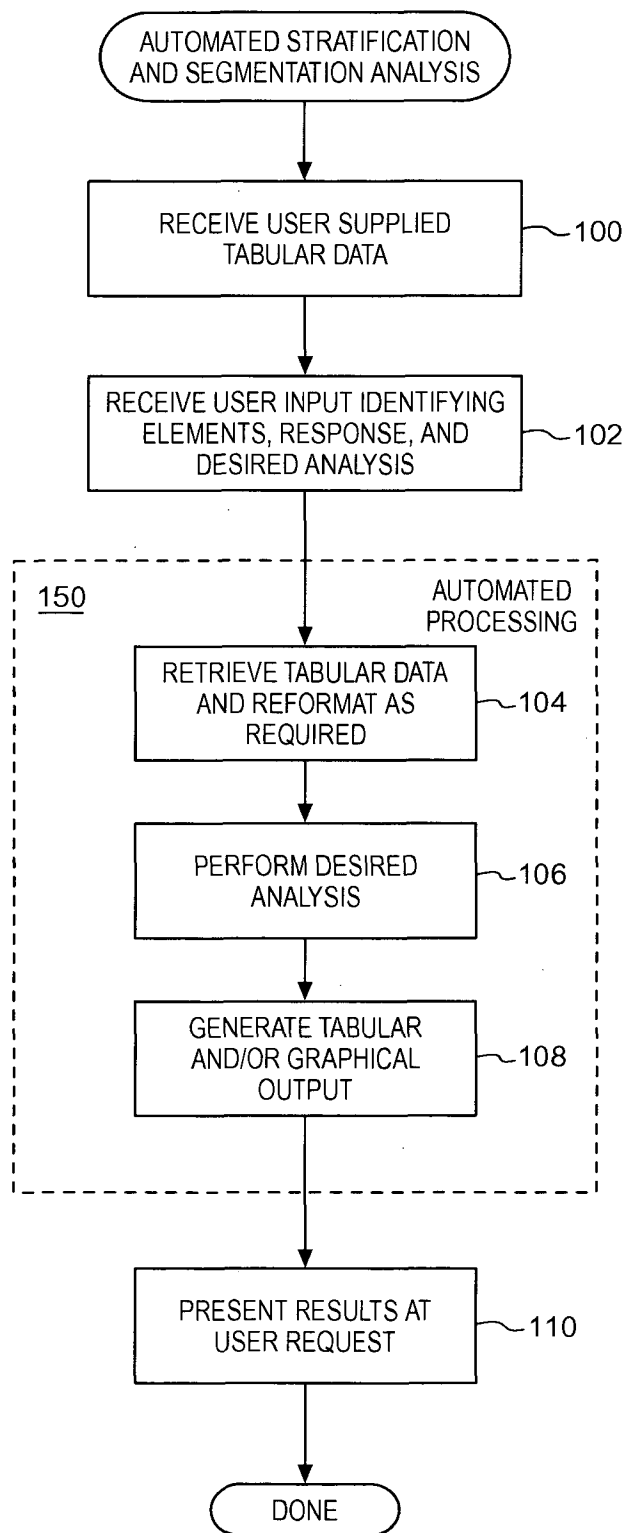 AUTOMATED STRATIFICATION
AND SEGMENTATION ANALYSIS
RECEIVE USER SUPPLIED
TABULAR DATA
100
RECEIVE USER INPUT IDENTIFYING
ELEMENTS, RESPONSE, AND
DESIRED ANALYSIS
102
150
AUTOMATED
PROCESSING
RETRIEVE TABULAR DATA
AND REFORMAT AS
REQUIRED
104
PERFORM DESIRED
ANALYSIS
106
GENERATE TABULAR
AND/OR GRAPHICAL
OUTPUT
108
PRESENT RESULTS AT
USER REQUEST
110
DONE